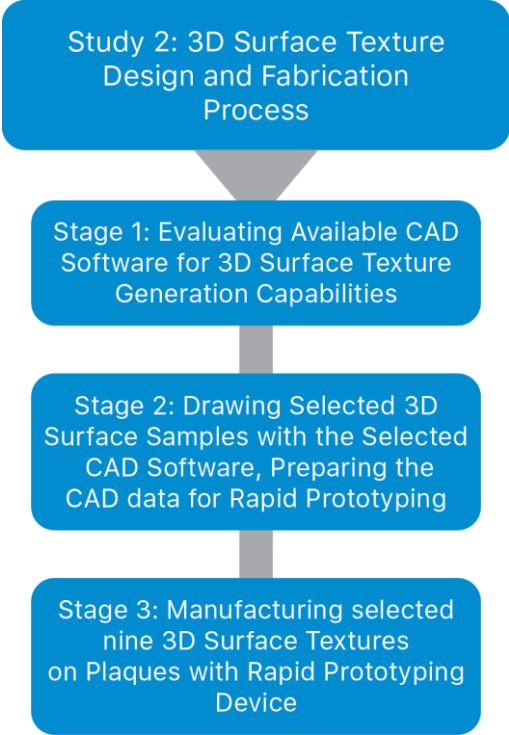 Study 2: 3D Surface Texture
Design and Fabrication
Process
Stage 1: Evaluating Available CAD
Software for 3D Surface Texture
Generation Capabilities
Stage 2: Drawing Selected 3D
Surface Samples with the Selected
CAD Software, Preparing the
CAD data for Rapid Prototyping
Stage 3: Manufacturing selected
nine 3D Surface Textures
on Plaques with Rapid Prototyping
Device